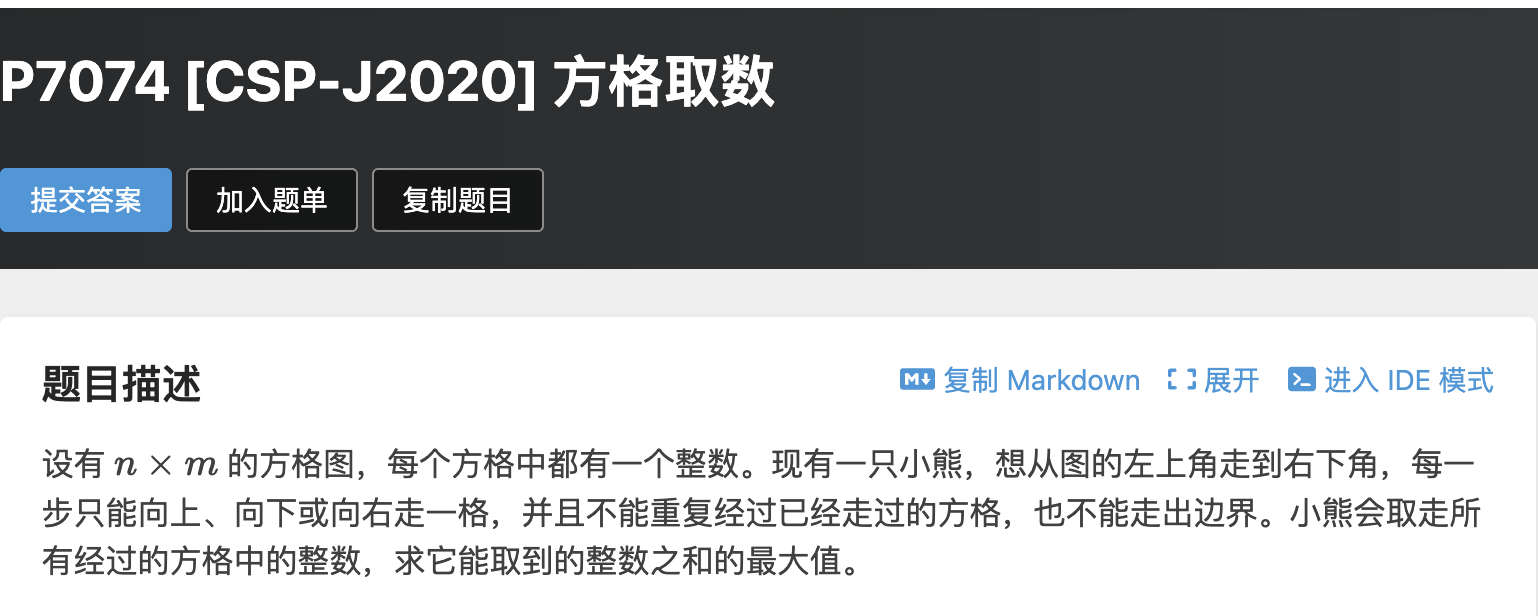 P7074 [CSP-J2020] 方格取数
提交答案 加入题单 复制题目
题目描述 复制 Markdown 展开 进入 IDE 模式
设有 n × m 的方格图，每个方格中都有一个整数。现有一只小熊，想从图的左上角走到右下角，每一
步只能向上、向下或向右走一格，并且不能重复经过已经走过的方格，也不能走出边界。小熊会取走所
有经过的方格中的整数，求它能取到的整数之和的最大值。